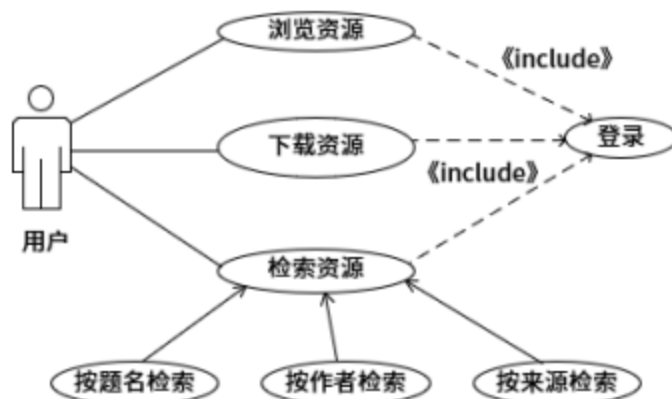 浏览资源
《include》
下载资源
登录
《include》
用户
检索资源
按题名检索
按作者检索
按来源检索